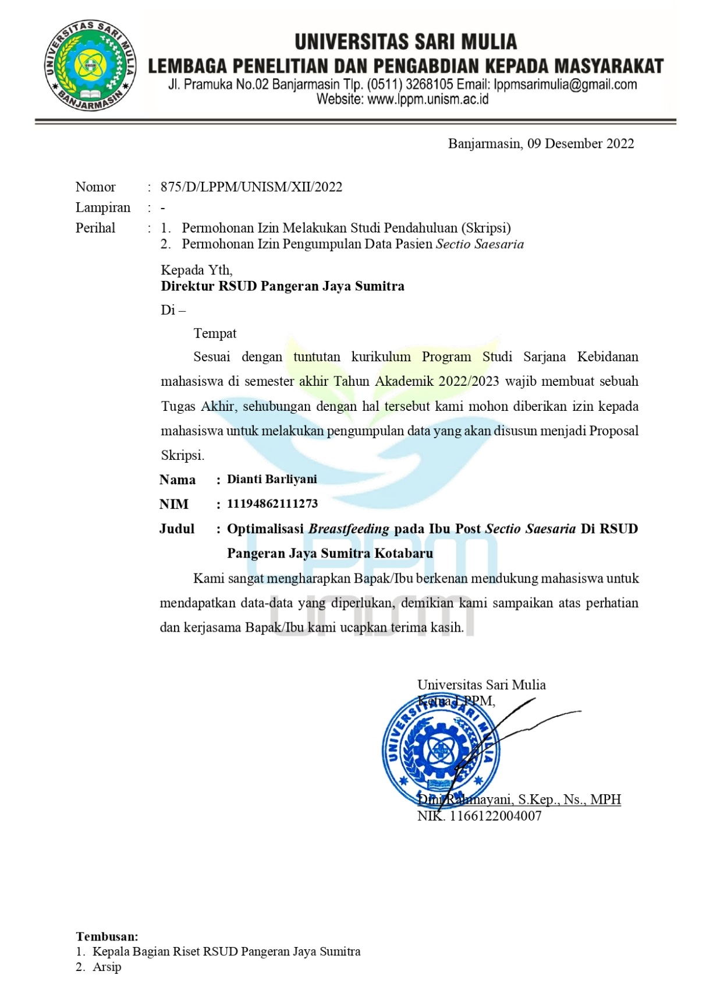 UNIVERSITAS SARI MULIA
BANJARMASIN
UNISM
UNIVERSITAS SARI MULIA
LEMBAGA PENELITIAN DAN PENGABDIAN KEPADA MASYARAKAT
Jl. Pramuka No.02 Banjarmasin Tlp. (0511) 3268105 Email: lppmsarimulia@gmail.com
Website: www.lppm.unism.ac.id
Banjarmasin, 09 Desember 2022
Nomor : 875/D/LPPM/UNISM/XII/2022
Lampiran : -
Perihal : 1. Permohonan Izin Melakukan Studi Pendahuluan (Skripsi)
2. Permohonan Izin Pengumpulan Data Pasien Sectio Saesaria
Kepada Yth,
Direktur RSUD Pangeran Jaya Sumitra
Di –
Tempat
Sesuai dengan tuntutan kurikulum Program Studi Sarjana Kebidanan
mahasiswa di semester akhir Tahun Akademik 2022/2023 wajib membuat sebuah
Tugas Akhir, sehubungan dengan hal tersebut kami mohon diberikan izin kepada
mahasiswa untuk melakukan pengumpulan data yang akan disusun menjadi Proposal
Skripsi.
Nama : Dianti Barliyani
NIM : 11194862111273
Judul : Optimalisasi Breastfeeding pada Ibu Post Sectio Saesaria Di RSUD
Pangeran Jaya Sumitra Kotabaru
LPPM
Kami sangat mengharapkan Bapak/Ibu berkenan mendukung mahasiswa untuk
mendapatkan data-data yang diperlukan, demikian kami sampaikan atas perhatian
UNISM
dan kerjasama Bapak/Ibu kami ucapkan terima kasih.
Universitas Sari Mulia
Ketua LPPM,
UNIVERSITAS SARI MULIA
UNISM
LPPM
Dini Rahmayani, S.Kep., Ns., MPH
NIK. 1166122004007
Tembusan:
1. Kepala Bagian Riset RSUD Pangeran Jaya Sumitra
2. Arsip